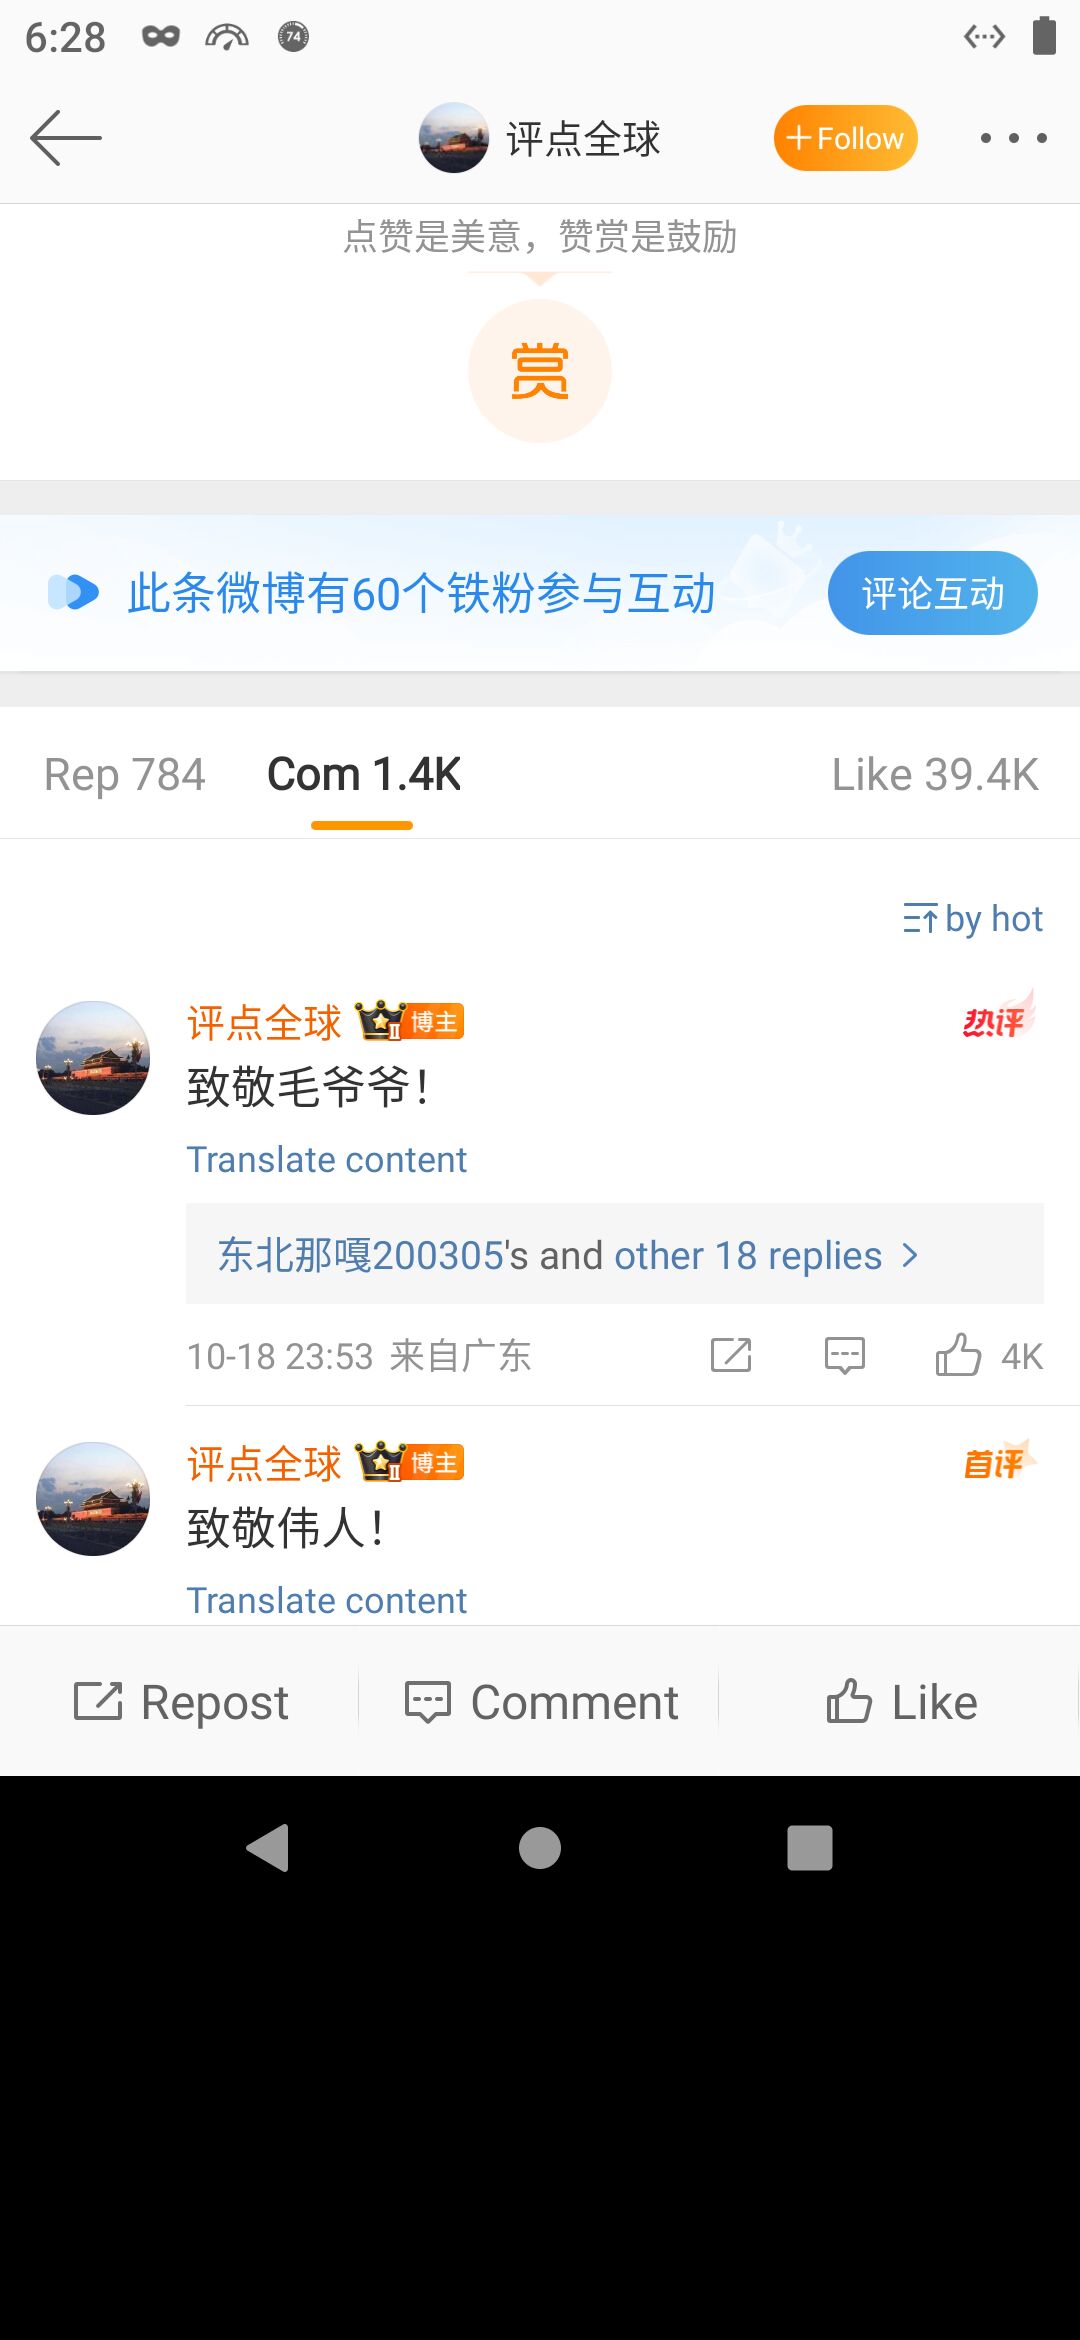 6:28
74
评点全球
+Follow
点赞是美意，赞赏是鼓励
赏
此条微博有60个铁粉参与互动
评论互动
Rep 784
Com 1.4K
Like 39.4K
by hot
评点全球 II 博主
热评
致敬毛爷爷！
Translate content
东北那嘎200305's and other 18 replies >
10-18 23:53 来自广东
4K
评点全球 II 博主
首评
致敬伟人！
Translate content
Repost
Comment
Like